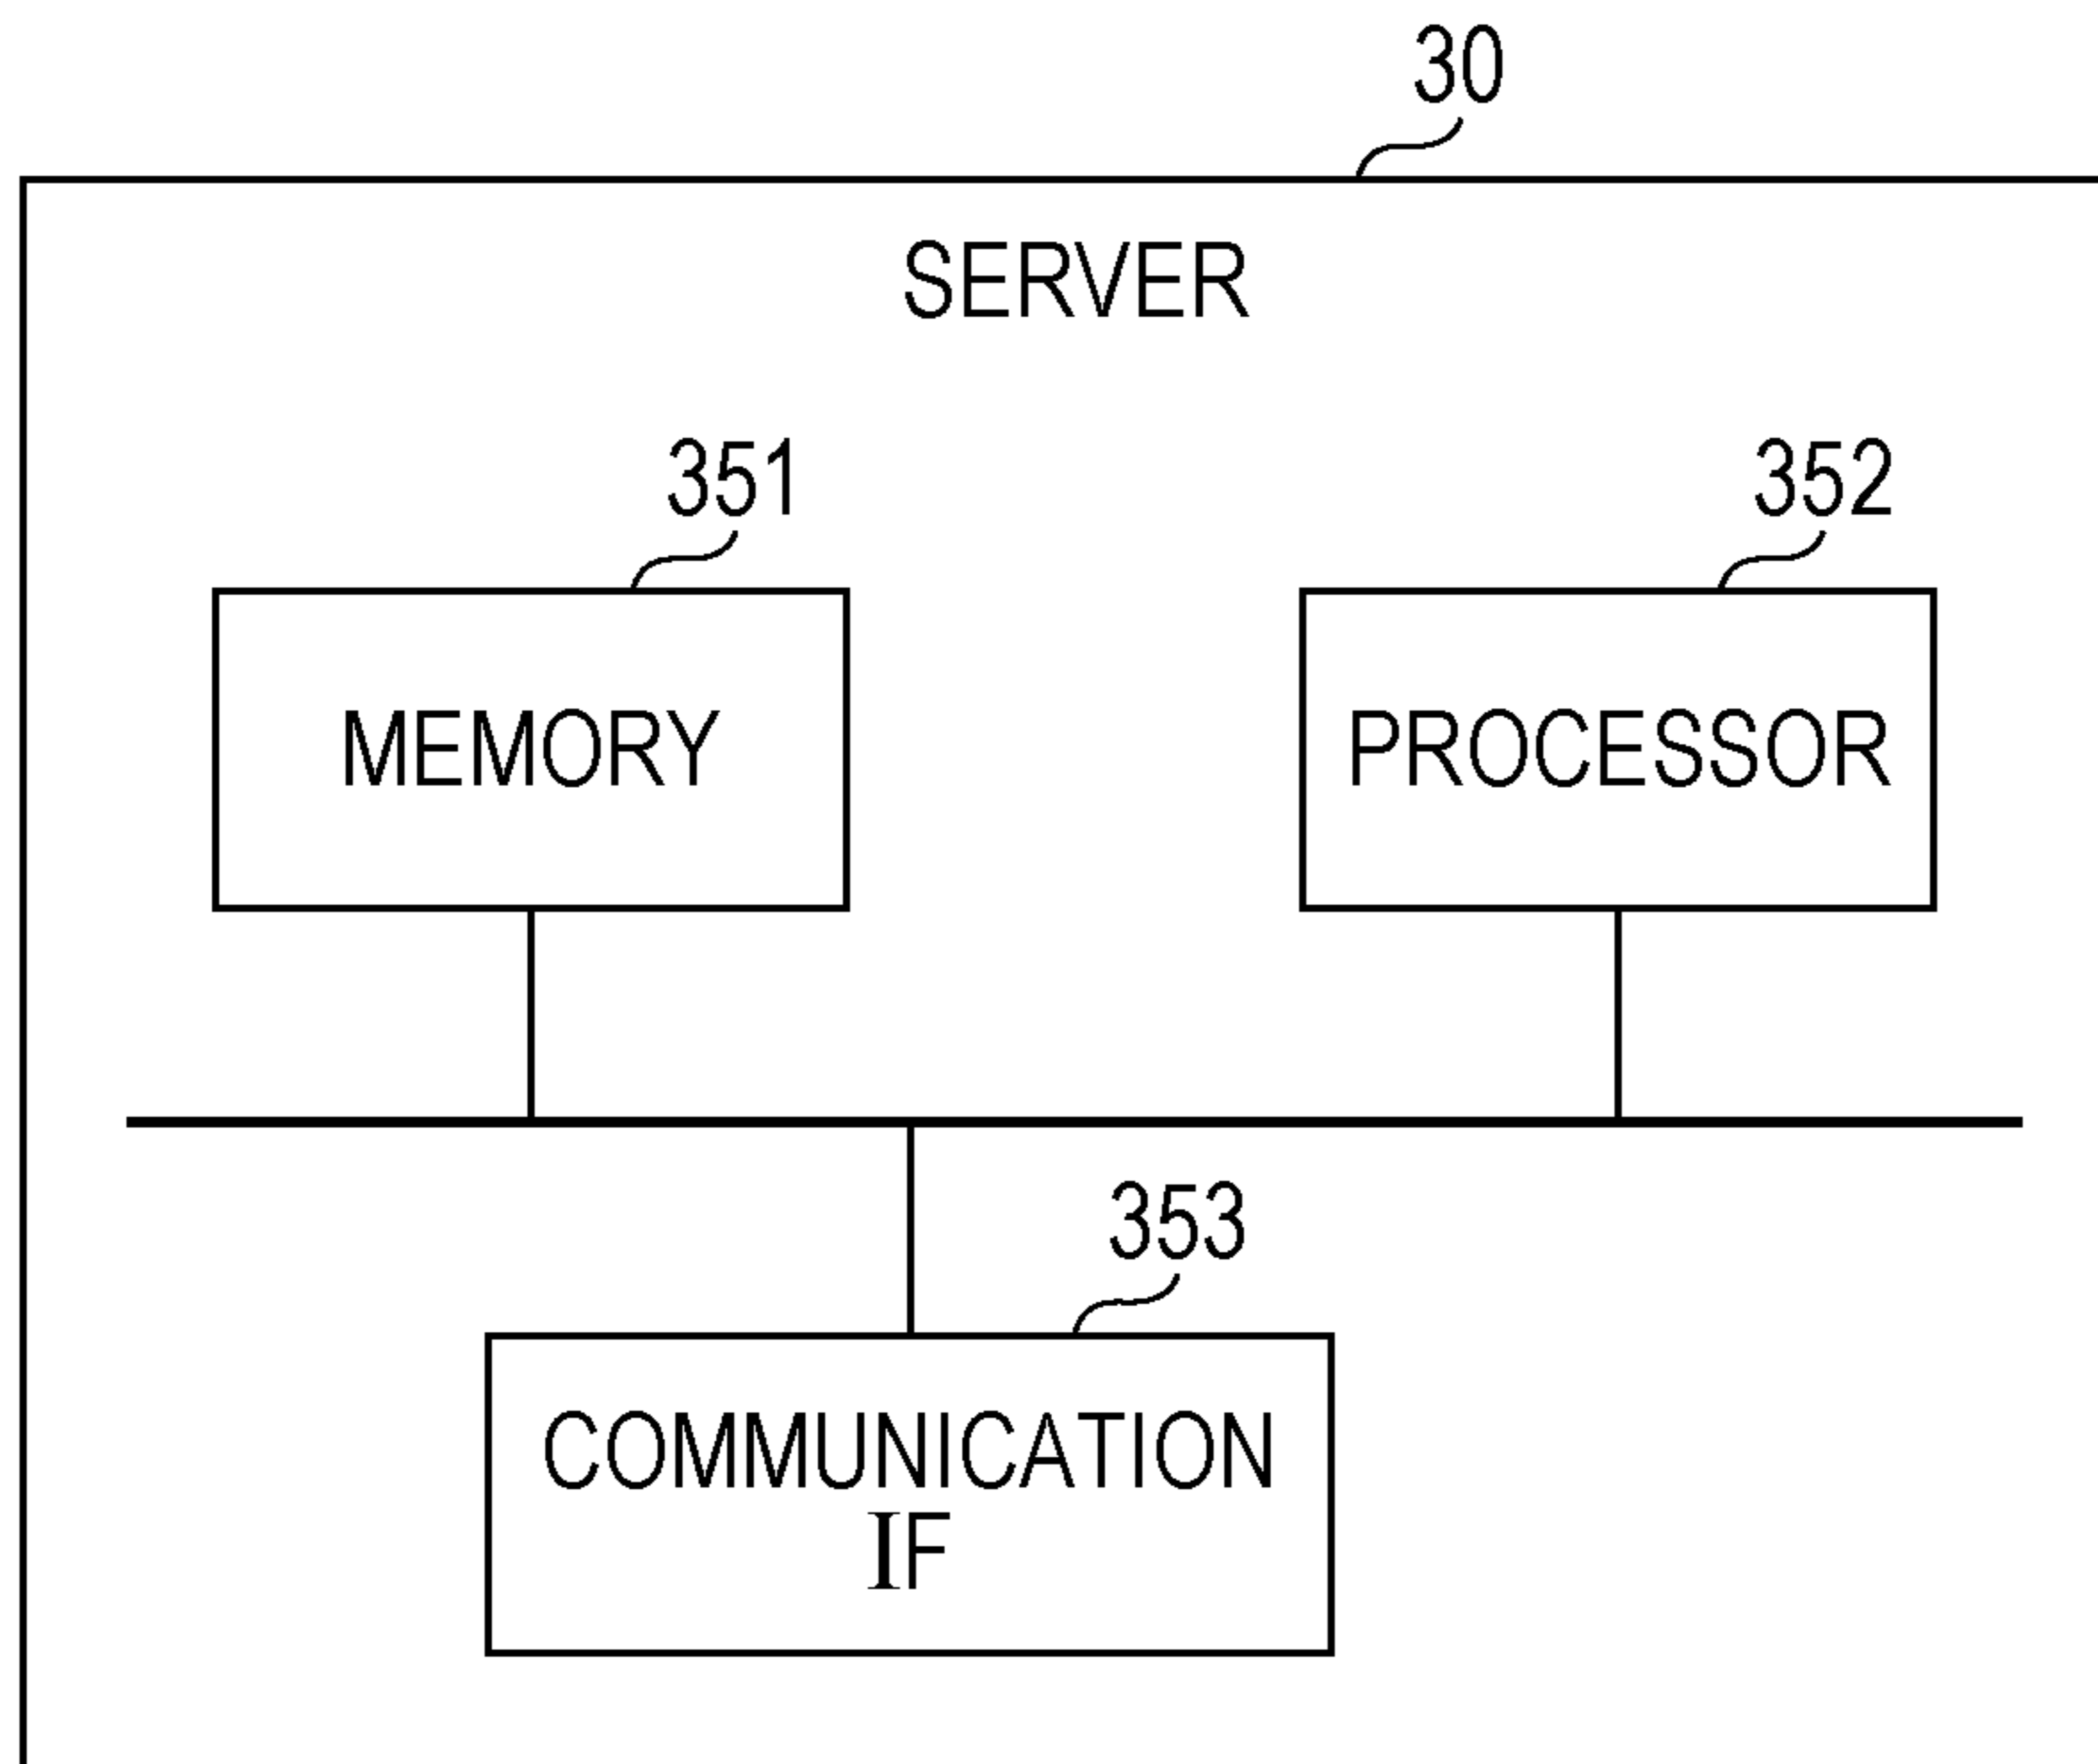 30
SERVER
351
352
MEMORY
PROCESSOR
353
COMMUNICATION
IF